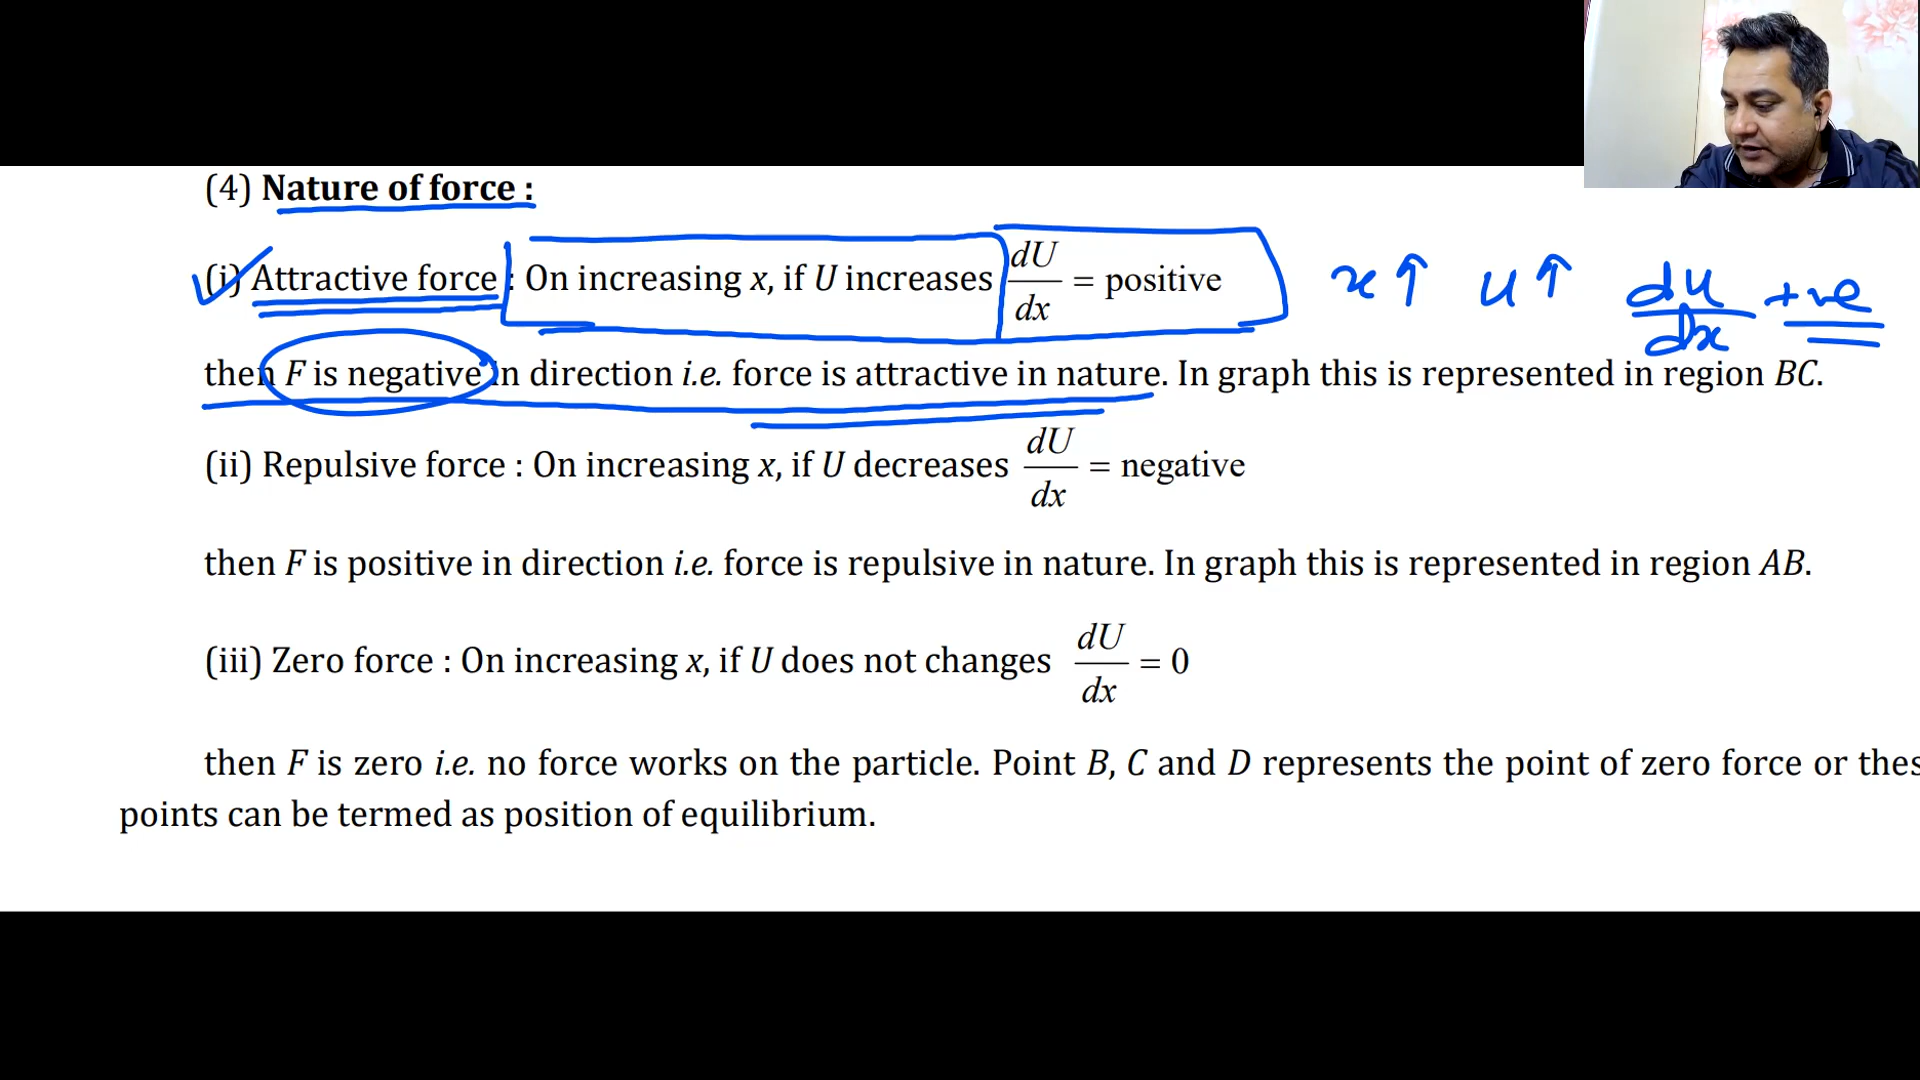 (4) Nature of force :
(i) Attractive force : On increasing x, if U increases dU/dx = positive x↑ u↑ du/dx +ve
then F is negative in direction i.e. force is attractive in nature. In graph this is represented in region BC.
(ii) Repulsive force : On increasing x, if U decreases dU/dx = negative
then F is positive in direction i.e. force is repulsive in nature. In graph this is represented in region AB.
(iii) Zero force : On increasing x, if U does not changes dU/dx = 0
then F is zero i.e. no force works on the particle. Point B, C and D represents the point of zero force or thes
points can be termed as position of equilibrium.